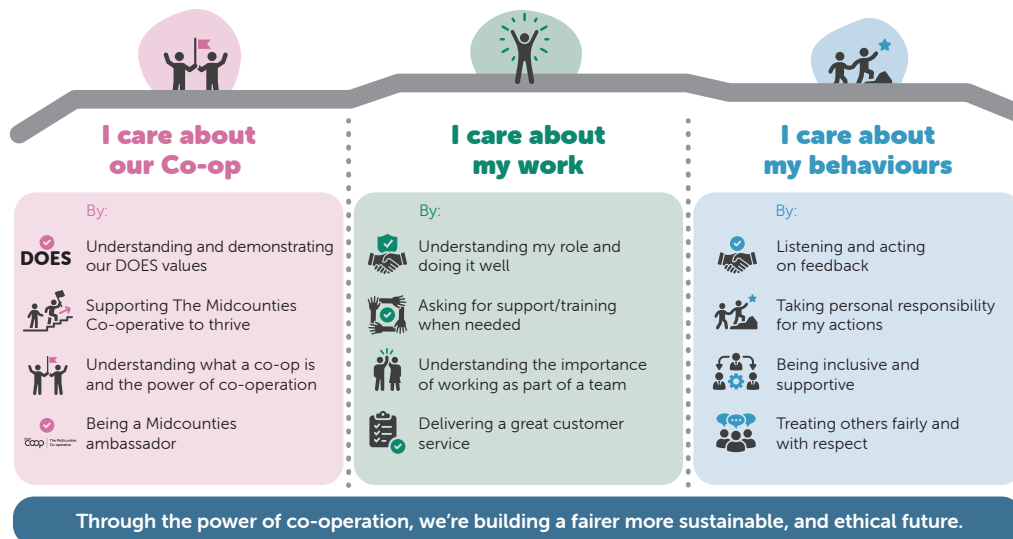 I care about
our Co-op
By:
DOES
Understanding and demonstrating
our DOES values
Supporting The Midcounties
Co-operative to thrive
Understanding what a co-op is
and the power of co-operation
coop
The Midcounties
Co-operative
Being a Midcounties
ambassador
I care about
my work
By:
Understanding my role and
doing it well
Asking for support/training
when needed
Understanding the importance
of working as part of a team
Delivering a great customer
service
I care about
my behaviours
By:
Listening and acting
on feedback
Taking personal responsibility
for my actions
Being inclusive and
supportive
Treating others fairly and
with respect
Through the power of co-operation, we’re building a fairer more sustainable, and ethical future.